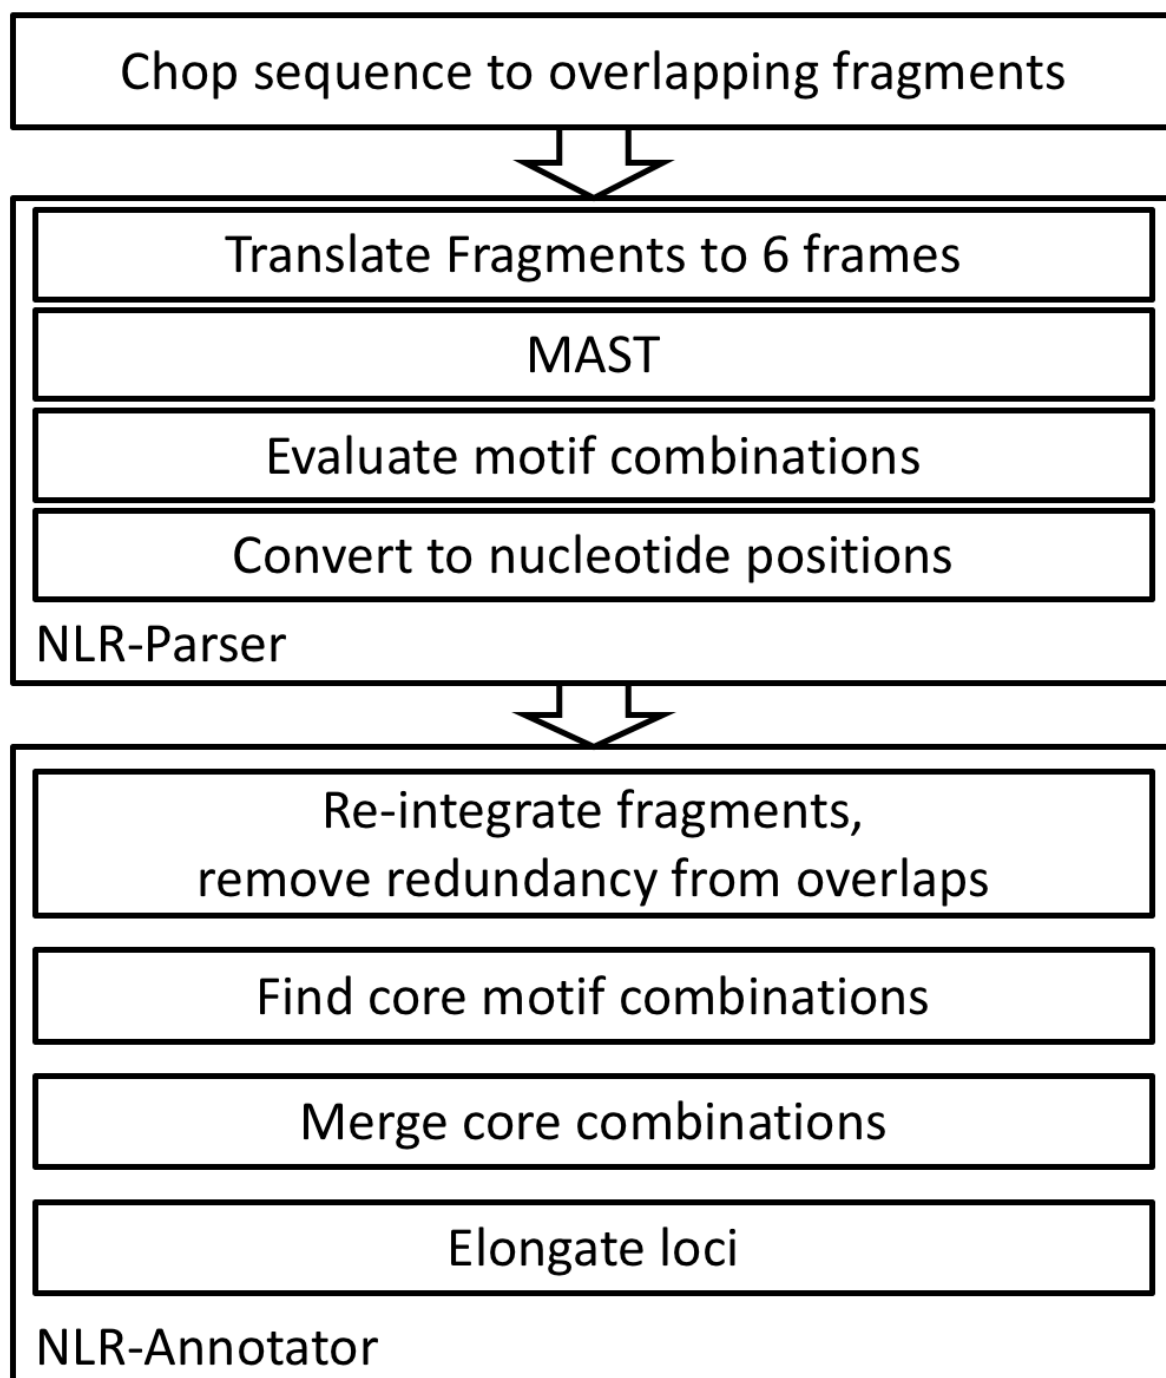 Chop sequence to overlapping fragments
Translate Fragments to 6 frames
MAST
Evaluate motif combinations
Convert to nucleotide positions
NLR-Parser
Re-integrate fragments,
remove redundancy from overlaps
Find core motif combinations
Merge core combinations
Elongate loci
NLR-Annotator